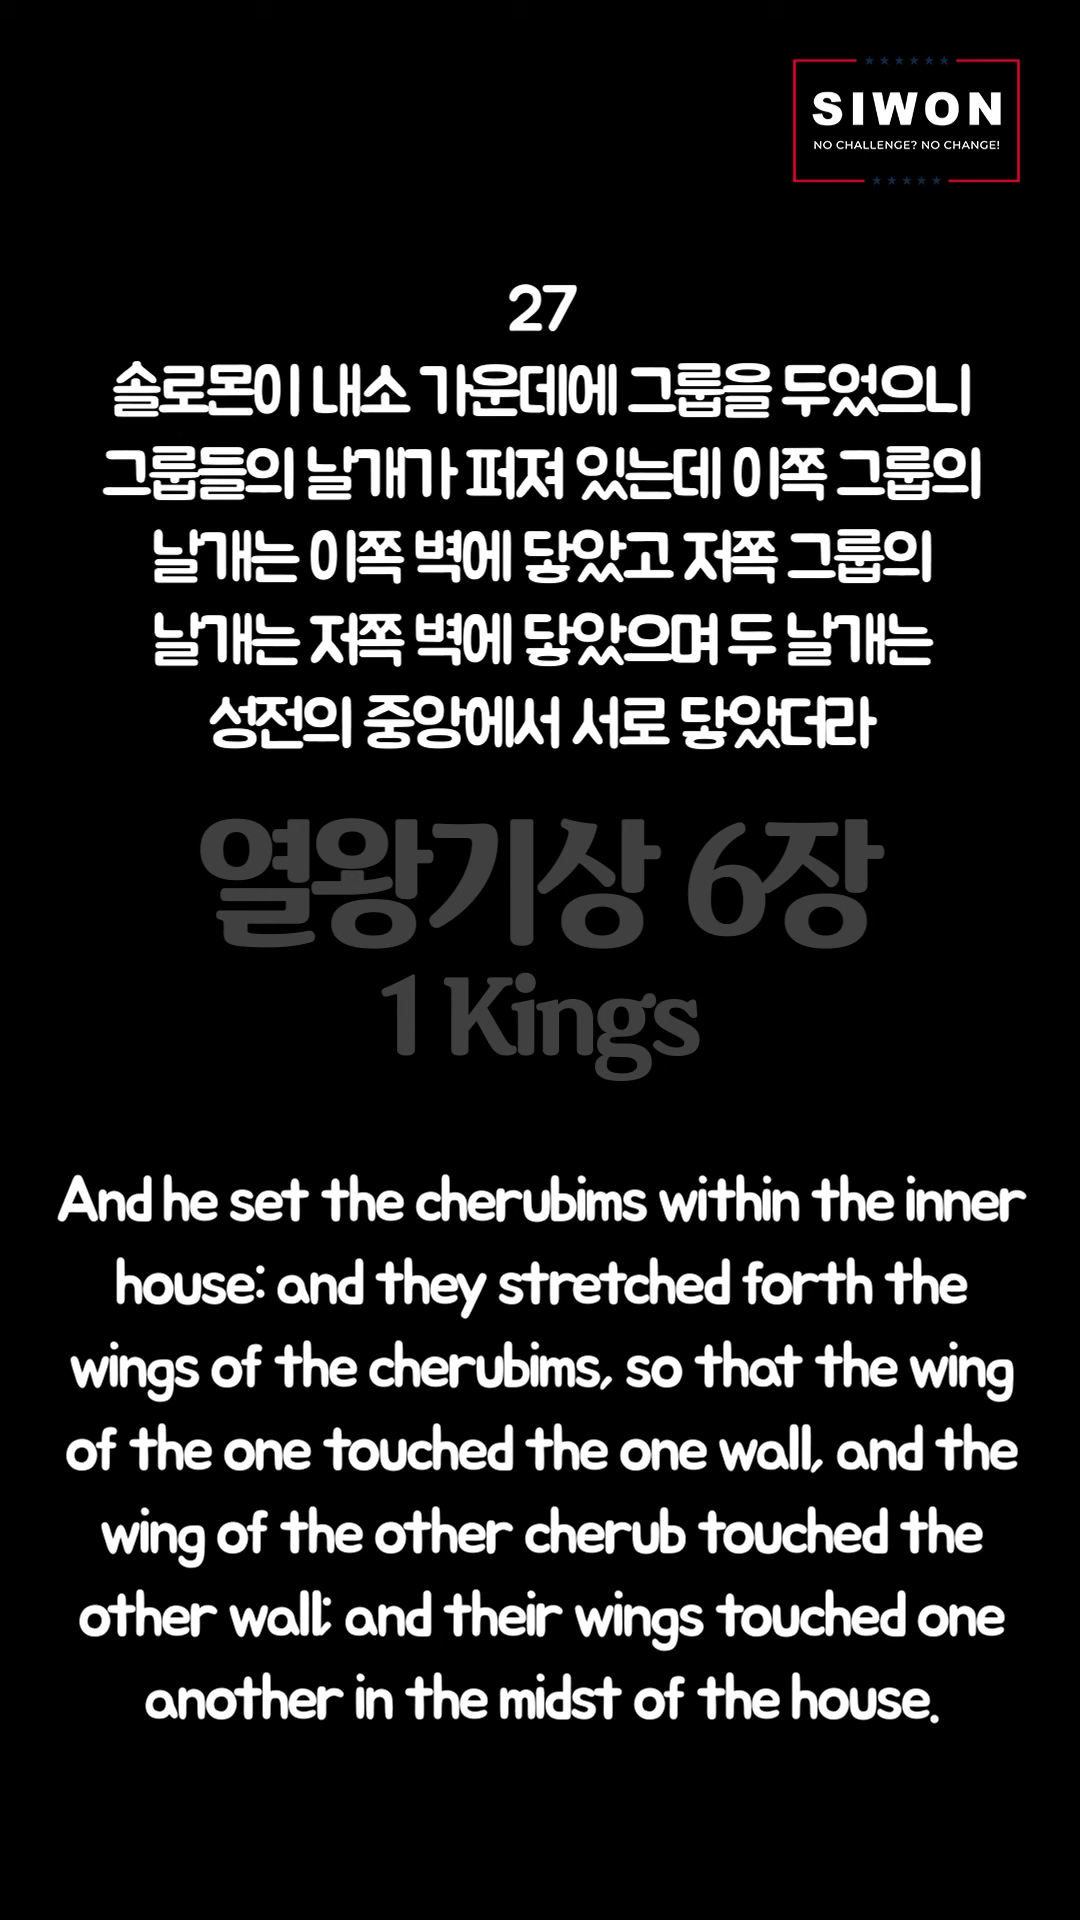 SIWON
NO CHALLENGE? NO CHANGE!
27
솔로몬이 내소 가운데에 그룹을 두었으니
그룹들의 날개가 퍼져 있는데 이쪽 그룹의
날개는 이쪽 벽에 닿았고 저쪽 그룹의
날개는 저쪽 벽에 닿았으며 두 날개는
성전의 중앙에서 서로 닿았더라
열왕기상 6장
1 Kings
And he set the cherubims within the inner
house: and they stretched forth the
wings of the cherubims, so that the wing
of the one touched the one wall, and the
wing of the other cherub touched the
other wall; and their wings touched one
another in the midst of the house.